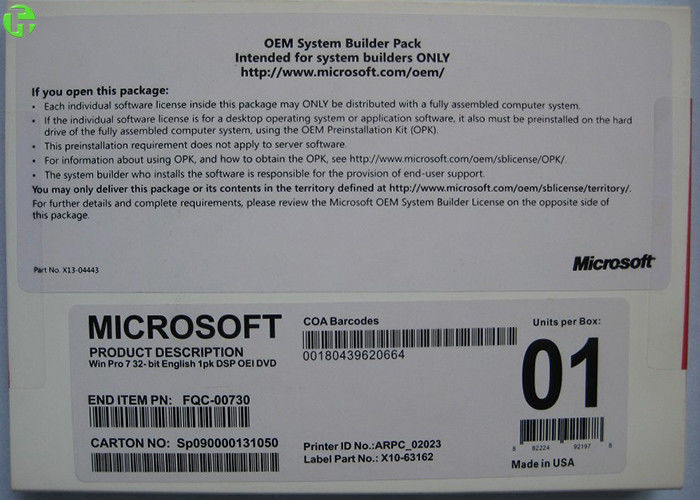 OEM System Builder Pack
Intended for system builders ONLY
http://www.microsoft.com/oem/
If you open this package:
• Each individual software license inside this package may ONLY be distributed with a fully assembled computer system.
• If the individual software license is for a desktop operating system or application software, it also must be preinstalled on the hard
drive of the fully assembled computer system, using the OEM Preinstallation Kit (OPK).
• This preinstallation requirement does not apply to server software.
• For information about using OPK, and how to obtain the OPK, see http://www.microsoft.com/oem/sblicense/OPK/.
• The system builder who installs the software is responsible for the provision of end-user support.
You may only deliver this package or its contents in the territory defined at http://www.microsoft.com/oem/sblicense/territory/.
For further details and complete requirements, please review the Microsoft OEM System Builder License on the opposite side of
this package.
Part No. X13-04443
Microsoft
MICROSOFT
PRODUCT DESCRIPTION
Win Pro 7 32- bit English 1pk DSP OEI DVD
END ITEM PN: FQC-00730
CARTON NO: Sp090000131050
COA Barcodes
00180439620664
Printer ID No.:ARPC_02023
Label Part No.: X10-63162
Units per Box:
01
8 82224 92197 8
Made in USA